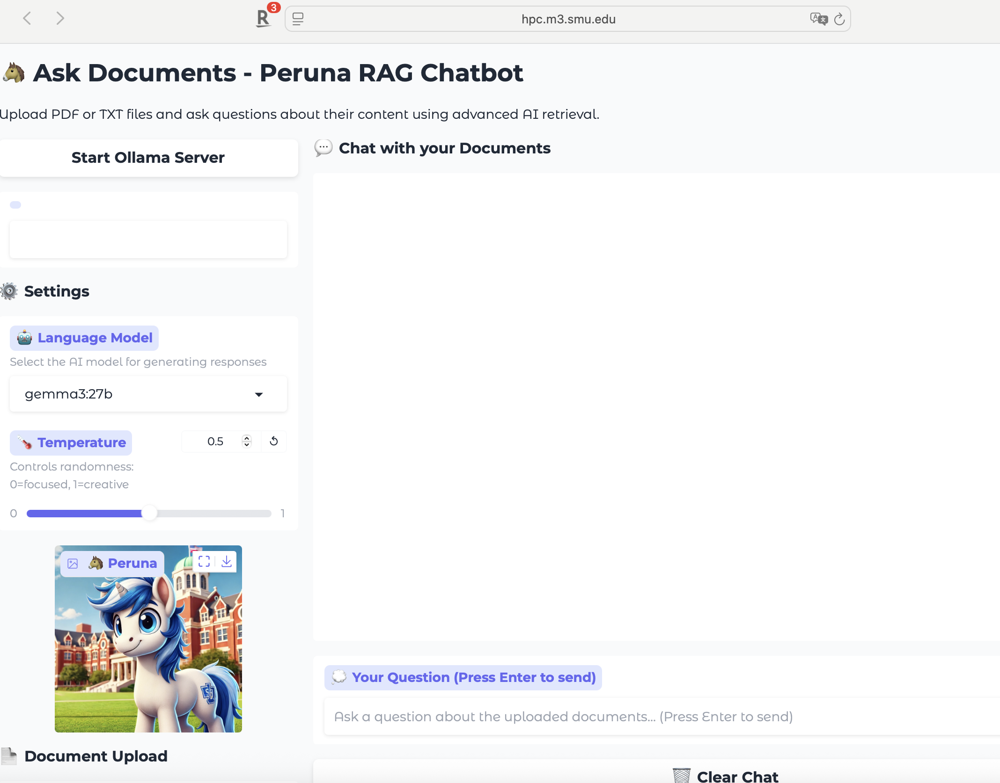 3
hpc.m3.smu.edu
Ask Documents - Peruna RAG Chatbot
Upload PDF or TXT files and ask questions about their content using advanced AI retrieval.
Start Ollama Server
Settings
Language Model
Select the AI model for generating responses
gemma3:27b
Temperature
0.5
Controls randomness:
0=focused, 1=creative
0
1
Peruna
Document Upload
Chat with your Documents
Your Question (Press Enter to send)
Ask a question about the uploaded documents... (Press Enter to send)
Clear Chat